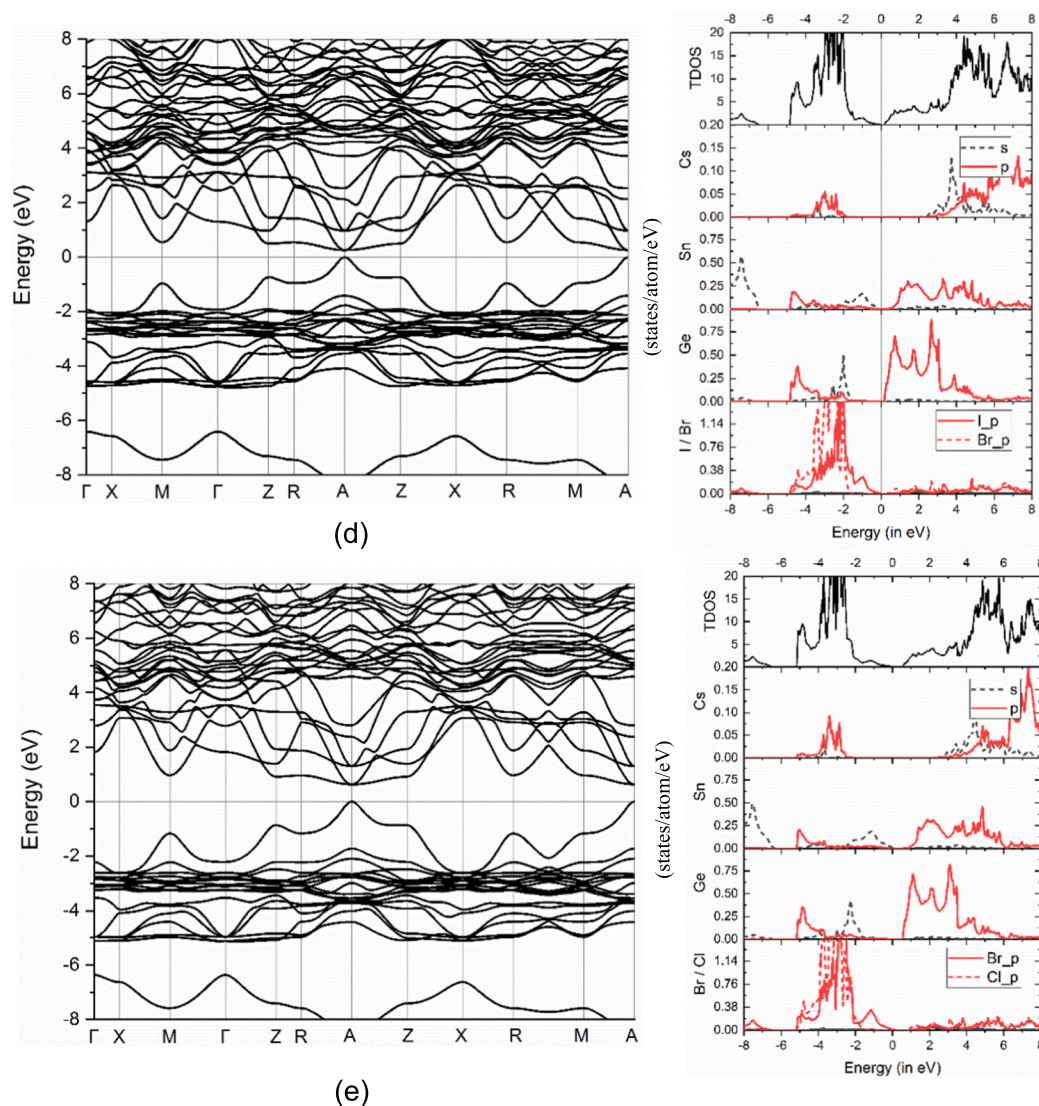 8
6
4
2
0
-2
-4
-6
-8
Energy (eV)
Γ X M Γ Z R A Z X R M A
(d)
-8 -6 -4 -2 0 2 4 6 8
TDOS
20
15
10
5
0.20
Cs
0.15
0.10
0.05
0.00
s
p
Sn
0.75
0.50
0.25
0.00
(states/atom/eV)
Ge
0.75
0.50
0.25
0.00
I / Br
1.14
0.76
0.38
0.00
I_p
Br_p
-8 -6 -4 -2 0 2 4 6 8
Energy (in eV)
8
6
4
2
0
-2
-4
-6
-8
Energy (eV)
Γ X M Γ Z R A Z X R M A
(e)
-8 -6 -4 -2 0 2 4 6 8
TDOS
20
15
10
5
0.20
Cs
0.15
0.10
0.05
0.00
s
p
Sn
0.75
0.50
0.25
0.00
(states/atom/eV)
Ge
0.75
0.50
0.25
0.00
Br / Cl
1.14
0.76
0.38
0.00
Br_p
Cl_p
-8 -6 -4 -2 0 2 4 6 8
Energy (in eV)